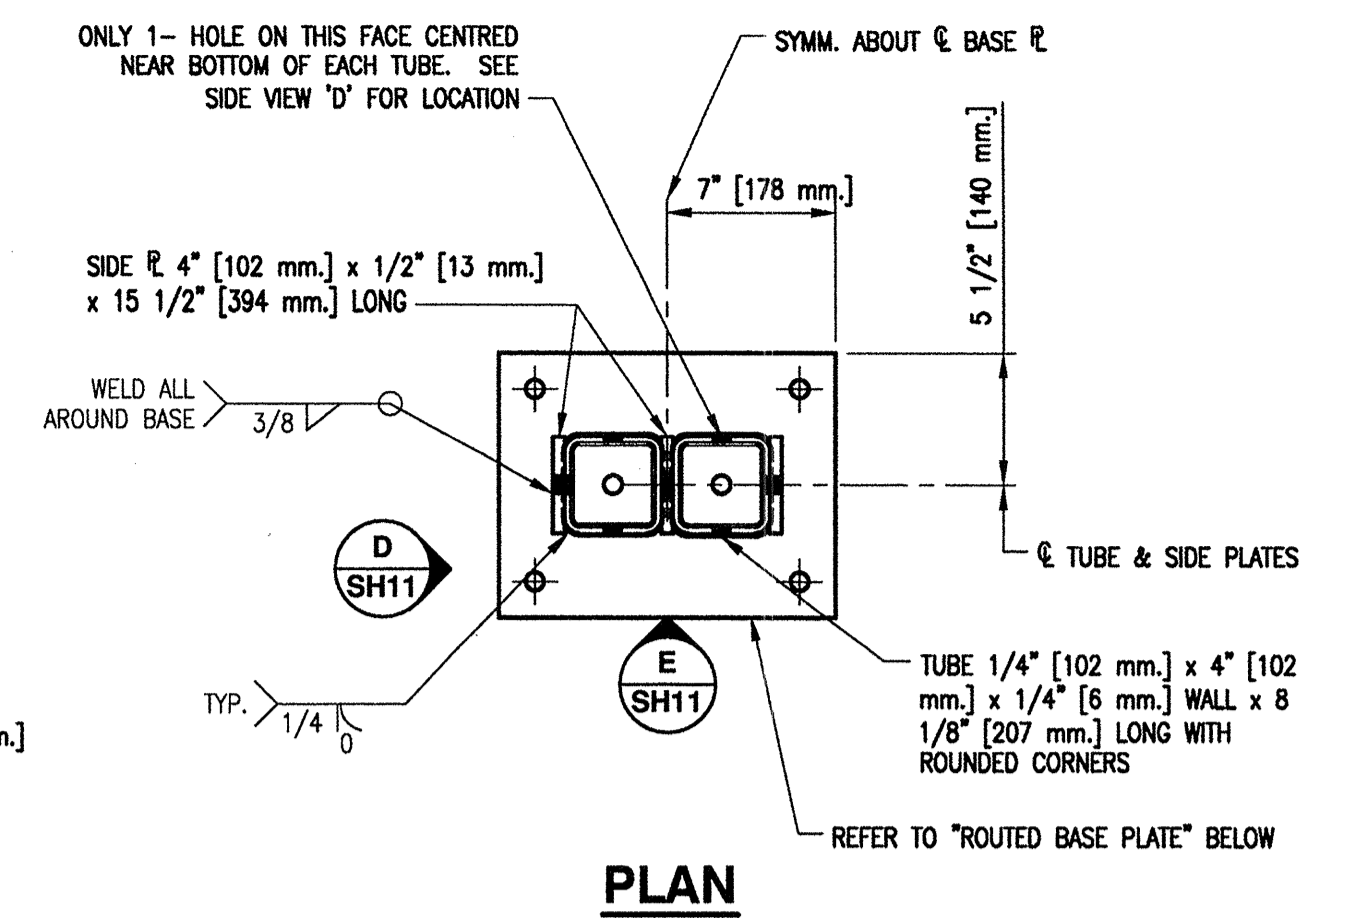 ONLY 1- HOLE ON THIS FACE CENTRED
NEAR BOTTOM OF EACH TUBE. SEE
SIDE VIEW 'D' FOR LOCATION
SYMM. ABOUT ℄ BASE ⅊
7" [178 mm.]
5 1/2" [140 mm.]
SIDE ⅊ 4" [102 mm.] x 1/2" [13 mm.]
x 15 1/2" [394 mm.] LONG
WELD ALL
AROUND BASE
3/8
D
SH11
℄ TUBE & SIDE PLATES
E
SH11
TYP.
1/4
0
m.]
TUBE 1/4" [102 mm.] x 4" [102
mm.] x 1/4" [6 mm.] WALL x 8
1/8" [207 mm.] LONG WITH
ROUNDED CORNERS
REFER TO "ROUTED BASE PLATE" BELOW
PLAN